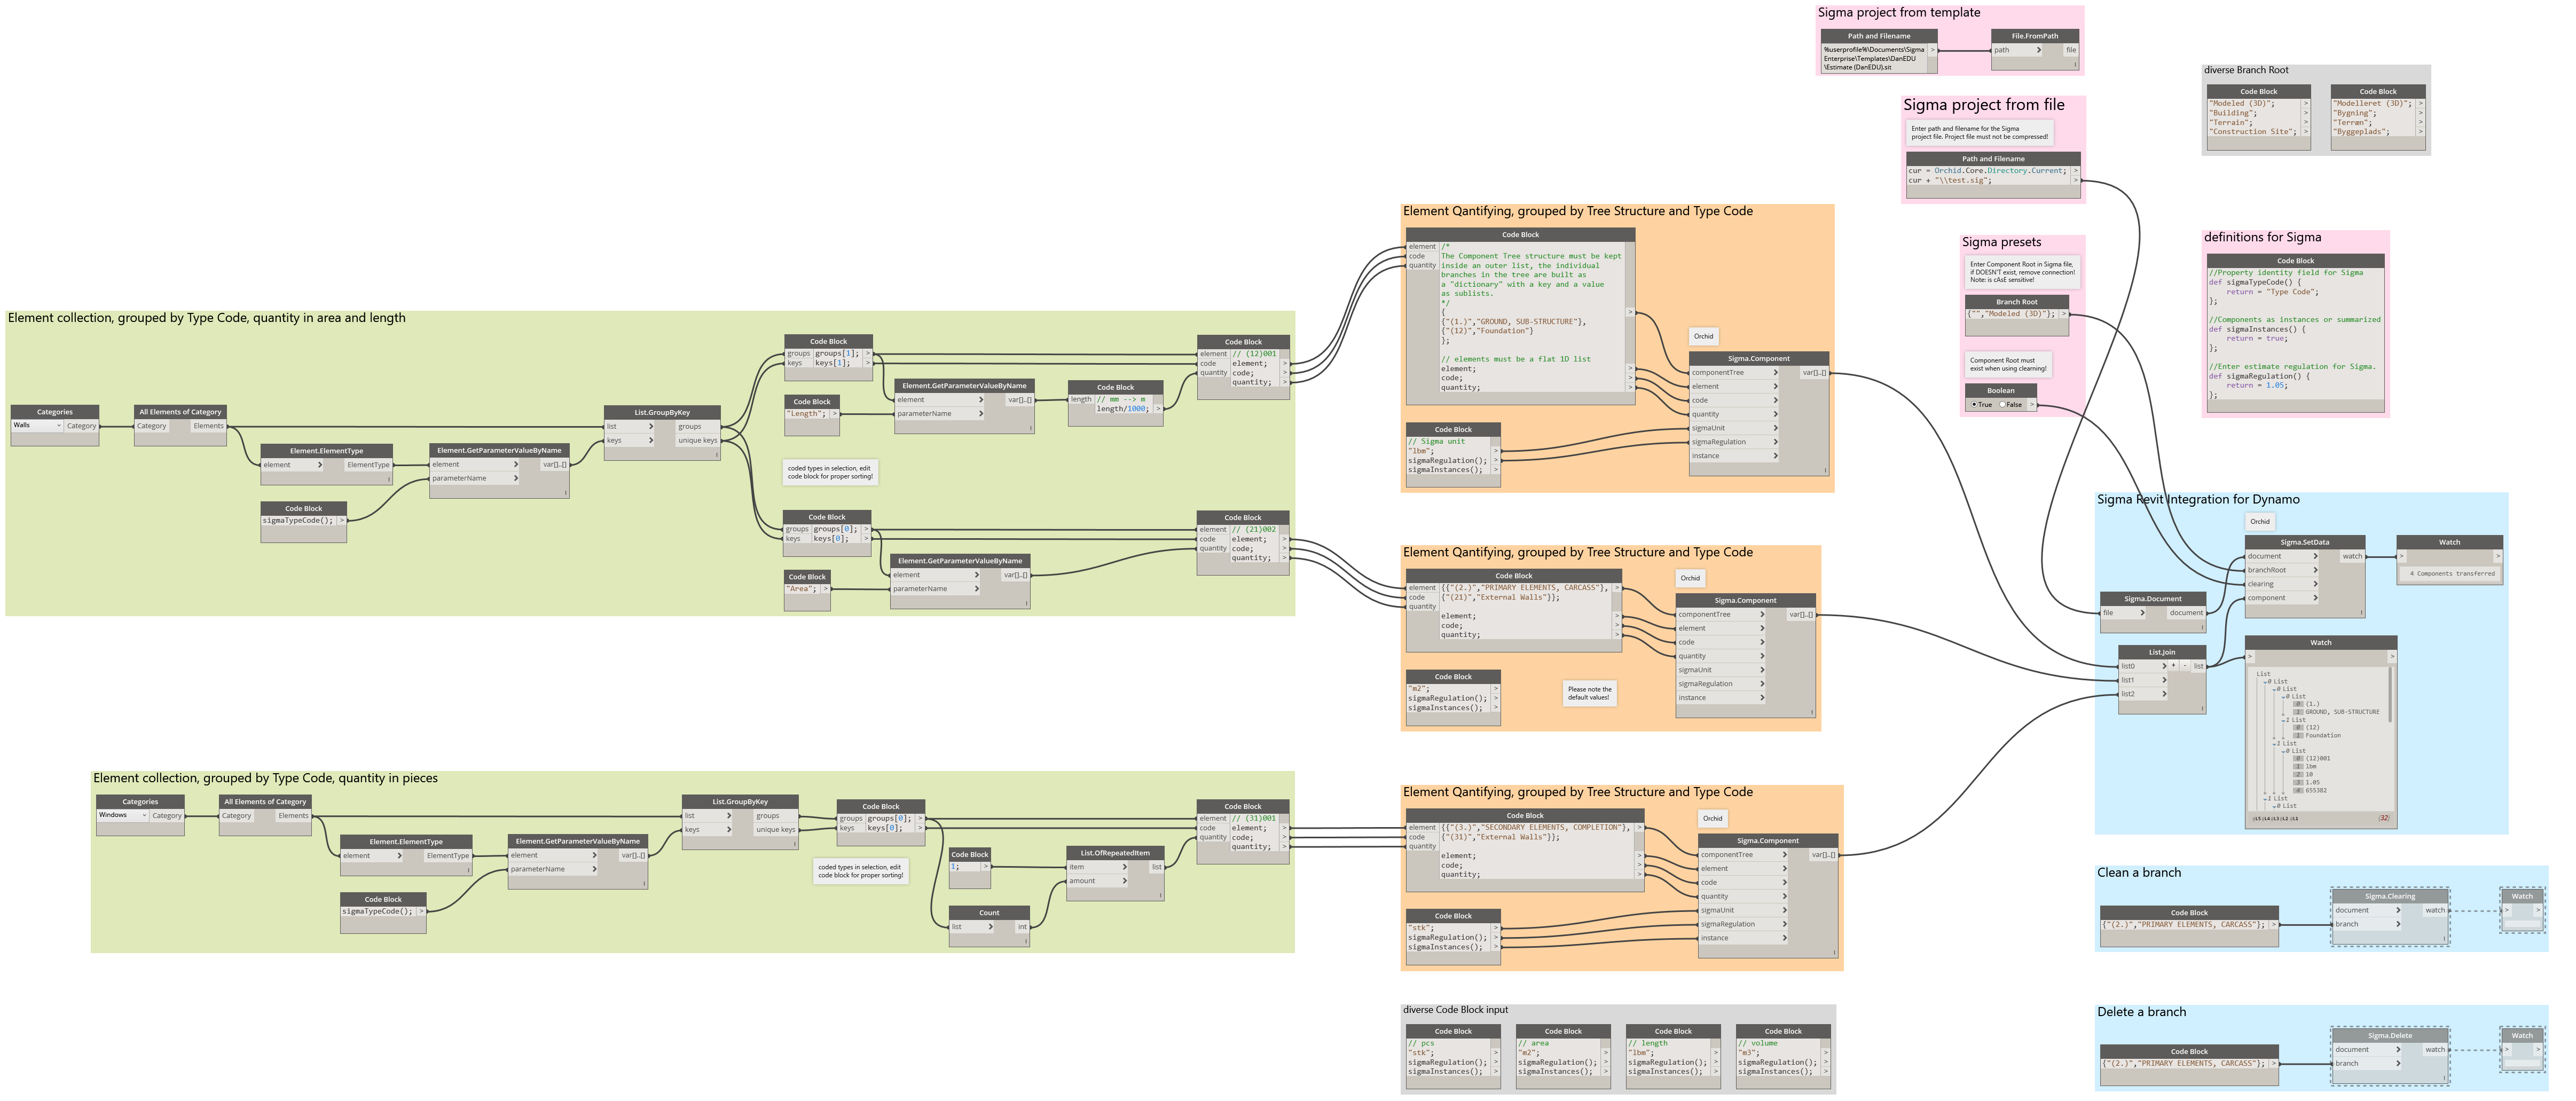 Sigma project from template
Path and Filename
%userprofile%\Documents\Sigma
Enterprise\Templates\DanEDU
\Estimate (DanEDU).sit
>
File.FromPath
path
file
diverse Branch Root
Code Block
"Modeled (3D)";
"Building";
"Terrain";
"Construction Site";
Code Block
"Modelleret (3D)";
"Bygning";
"Terræn";
"Byggeplads";
Sigma project from file
Enter path and filename for the Sigma
project file. Project file must not be compressed!
Path and Filename
cur = Orchid.Core.Directory.Current;
cur + "\\test.sig";
Sigma presets
Enter Component Root in Sigma file,
if DOESN'T exist, remove connection!
Note: is cAsE sensitive!
Branch Root
{"","Modeled (3D)"};
Component Root must
exist when using clearning!
Boolean
True
False
definitions for Sigma
Code Block
//Property identity field for Sigma
def sigmaTypeCode() {
return = "Type Code";
};
//Components as instances or summarized
def sigmaInstances() {
return = true;
};
//Enter estimate regulation for Sigma.
def sigmaRegulation() {
return = 1.05;
};
Element collection, grouped by Type Code, quantity in area and length
Categories
Walls
Category
All Elements of Category
Category
Elements
Element.ElementType
element
ElementType
Code Block
sigmaTypeCode();
Element.GetParameterValueByName
element
parameterName
var[]..[]
List.GroupByKey
list
keys
groups
unique keys
Code Block
groups
keys
groups[1];
keys[1];
Code Block
"Length";
Element.GetParameterValueByName
element
parameterName
var[]..[]
Code Block
length
// mm --> m
length/1000;
Code Block
element
code
quantity
// (12)001
element;
code;
quantity;
coded types in selection, edit
code block for proper sorting!
Code Block
groups
keys
groups[0];
keys[0];
Code Block
"Area";
Element.GetParameterValueByName
element
parameterName
var[]..[]
Code Block
element
code
quantity
// (21)002
element;
code;
quantity;
Element Qantifying, grouped by Tree Structure and Type Code
Code Block
element
code
quantity
/*
The Component Tree structure must be kept
inside an outer list, the individual
branches in the tree are built as
a "dictionary" with a key and a value
as sublists.
*/
{
{"(1.)","GROUND, SUB-STRUCTURE"},
{"(12)","Foundation"}
};
// elements must be a flat 1D list
element;
code;
quantity;
Code Block
// Sigma unit
"lbm";
sigmaRegulation();
sigmaInstances();
Orchid
Sigma.Component
componentTree
element
code
quantity
sigmaUnit
sigmaRegulation
instance
var[]..[]
Element Qantifying, grouped by Tree Structure and Type Code
Code Block
element
code
quantity
{{"(2.)","PRIMARY ELEMENTS, CARCASS"},
{"(21)","External Walls"}};
element;
code;
quantity;
Code Block
"m2";
sigmaRegulation();
sigmaInstances();
Please note the
default values!
Orchid
Sigma.Component
componentTree
element
code
quantity
sigmaUnit
sigmaRegulation
instance
var[]..[]
Sigma Revit Integration for Dynamo
Orchid
Sigma.SetData
document
branchRoot
clearing
component
watch
Watch
4 Components transferred
Sigma.Document
file
document
List.Join
list0
list1
list2
+ -
list
Watch
List
0 List
0 List
0 List
0 (1.)
1 GROUND, SUB-STRUCTURE
1 List
0 (12)
1 Foundation
1 List
0 List
0 (12)001
1 lbm
2 10
3 1.05
4 655382
1 List
0 List
@L5 @L4 @L3 @L2 @L1
{32}
Element collection, grouped by Type Code, quantity in pieces
Categories
Windows
Category
All Elements of Category
Category
Elements
Element.ElementType
element
ElementType
Code Block
sigmaTypeCode();
Element.GetParameterValueByName
element
parameterName
var[]..[]
List.GroupByKey
list
keys
groups
unique keys
Code Block
groups
keys
groups[0];
keys[0];
coded types in selection, edit
code block for proper sorting!
Code Block
1;
Count
list
int
List.OfRepeatedItem
item
amount
list
Code Block
element
code
quantity
// (31)001
element;
code;
quantity;
Element Qantifying, grouped by Tree Structure and Type Code
Code Block
element
code
quantity
{{"(3.)","SECONDARY ELEMENTS, COMPLETION"},
{"(31)","External Walls"}};
element;
code;
quantity;
Code Block
"stk";
sigmaRegulation();
sigmaInstances();
Orchid
Sigma.Component
componentTree
element
code
quantity
sigmaUnit
sigmaRegulation
instance
var[]..[]
Clean a branch
Code Block
{"(2.)","PRIMARY ELEMENTS, CARCASS"};
Sigma.Clearing
document
branch
watch
Watch
diverse Code Block input
Code Block
// pcs
"stk";
sigmaRegulation();
sigmaInstances();
Code Block
// area
"m2";
sigmaRegulation();
sigmaInstances();
Code Block
// length
"lbm";
sigmaRegulation();
sigmaInstances();
Code Block
// volume
"m3";
sigmaRegulation();
sigmaInstances();
Delete a branch
Code Block
{"(2.)","PRIMARY ELEMENTS, CARCASS"};
Sigma.Delete
document
branch
watch
Watch